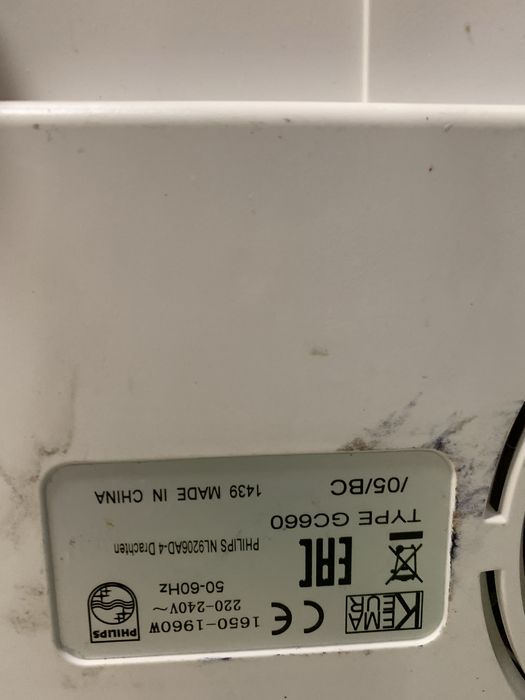 KEMA
EUR
CE
1650-1960W
220-240V~
50-60Hz
PHILIPS
EAC
PHILIPS NL9206AD-4 Drachten
TYPE GC660
/05/BC
1439 MADE IN CHINA